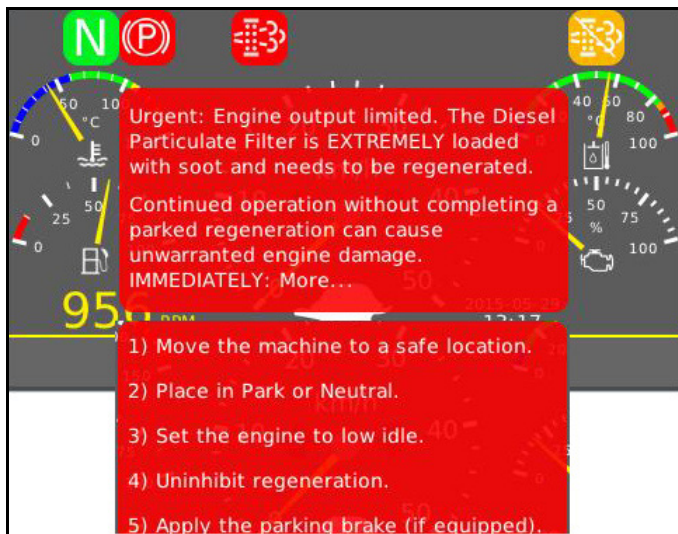 N (P)
50 10
°C
0
40 60
80
100
25 50
0
50
75
%
100
Urgent: Engine output limited. The Diesel
Particulate Filter is EXTREMELY loaded
with soot and needs to be regenerated.
Continued operation without completing a
parked regeneration can cause
unwarranted engine damage.
IMMEDIATELY: More...
956 RPM
2015-05-29
13:17
1) Move the machine to a safe location.
2) Place in Park or Neutral.
3) Set the engine to low idle.
4) Uninhibit regeneration.
5) Apply the parking brake (if equipped).